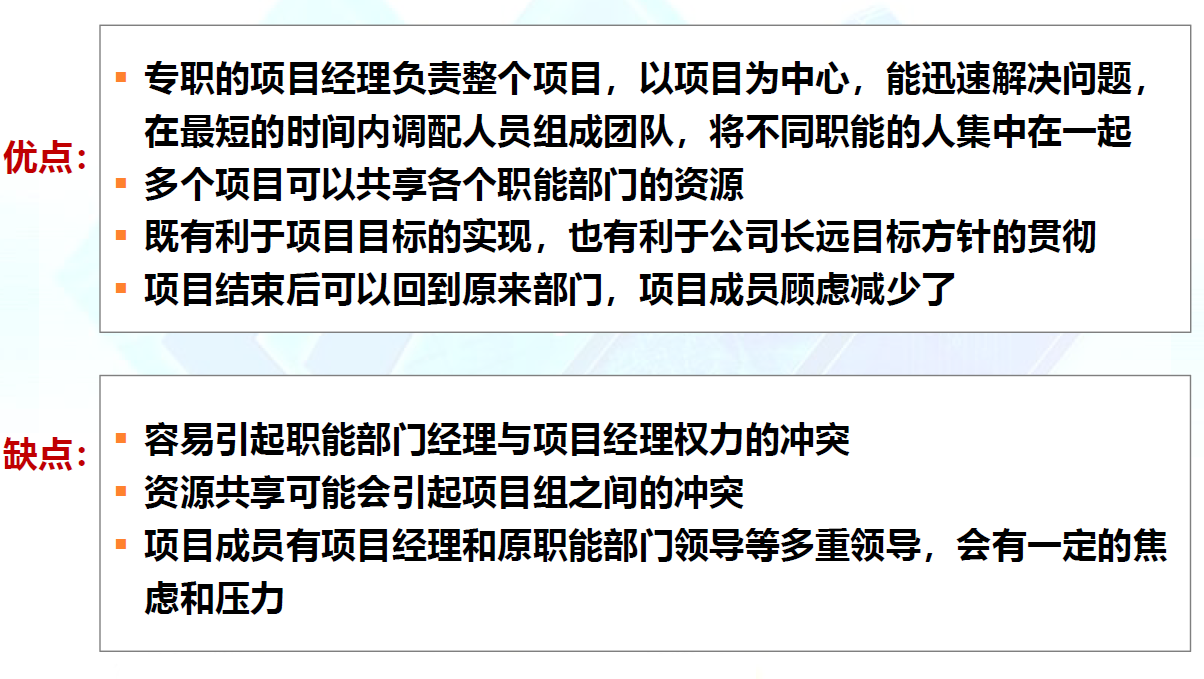 优点：
专职的项目经理负责整个项目，以项目为中心，能迅速解决问题，
在最短的时间内调配人员组成团队，将不同职能的人集中在一起
多个项目可以共享各个职能部门的资源
既有利于项目目标的实现，也有利于公司长远目标方针的贯彻
项目结束后可以回到原来部门，项目成员顾虑减少了
缺点：
容易引起职能部门经理与项目经理权力的冲突
资源共享可能会引起项目组之间的冲突
项目成员有项目经理和原职能部门领导等多重领导，会有一定的焦
虑和压力